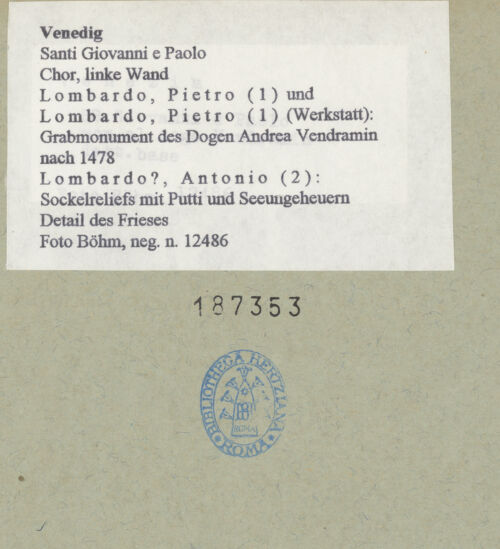 Venedig
Santi Giovanni e Paolo
Chor, linke Wand
Lombardo, Pietro (1) und
Lombardo, Pietro (1) (Werkstatt):
Grabmonument des Dogen Andrea Vendramin
nach 1478
Lombardo?, Antonio (2):
Sockelreliefs mit Putti und Seeungeheuern
Detail des Frieses
Foto Böhm, neg. n. 12486
187353
BIBLIOTHECA HERTZIANA
ROMA